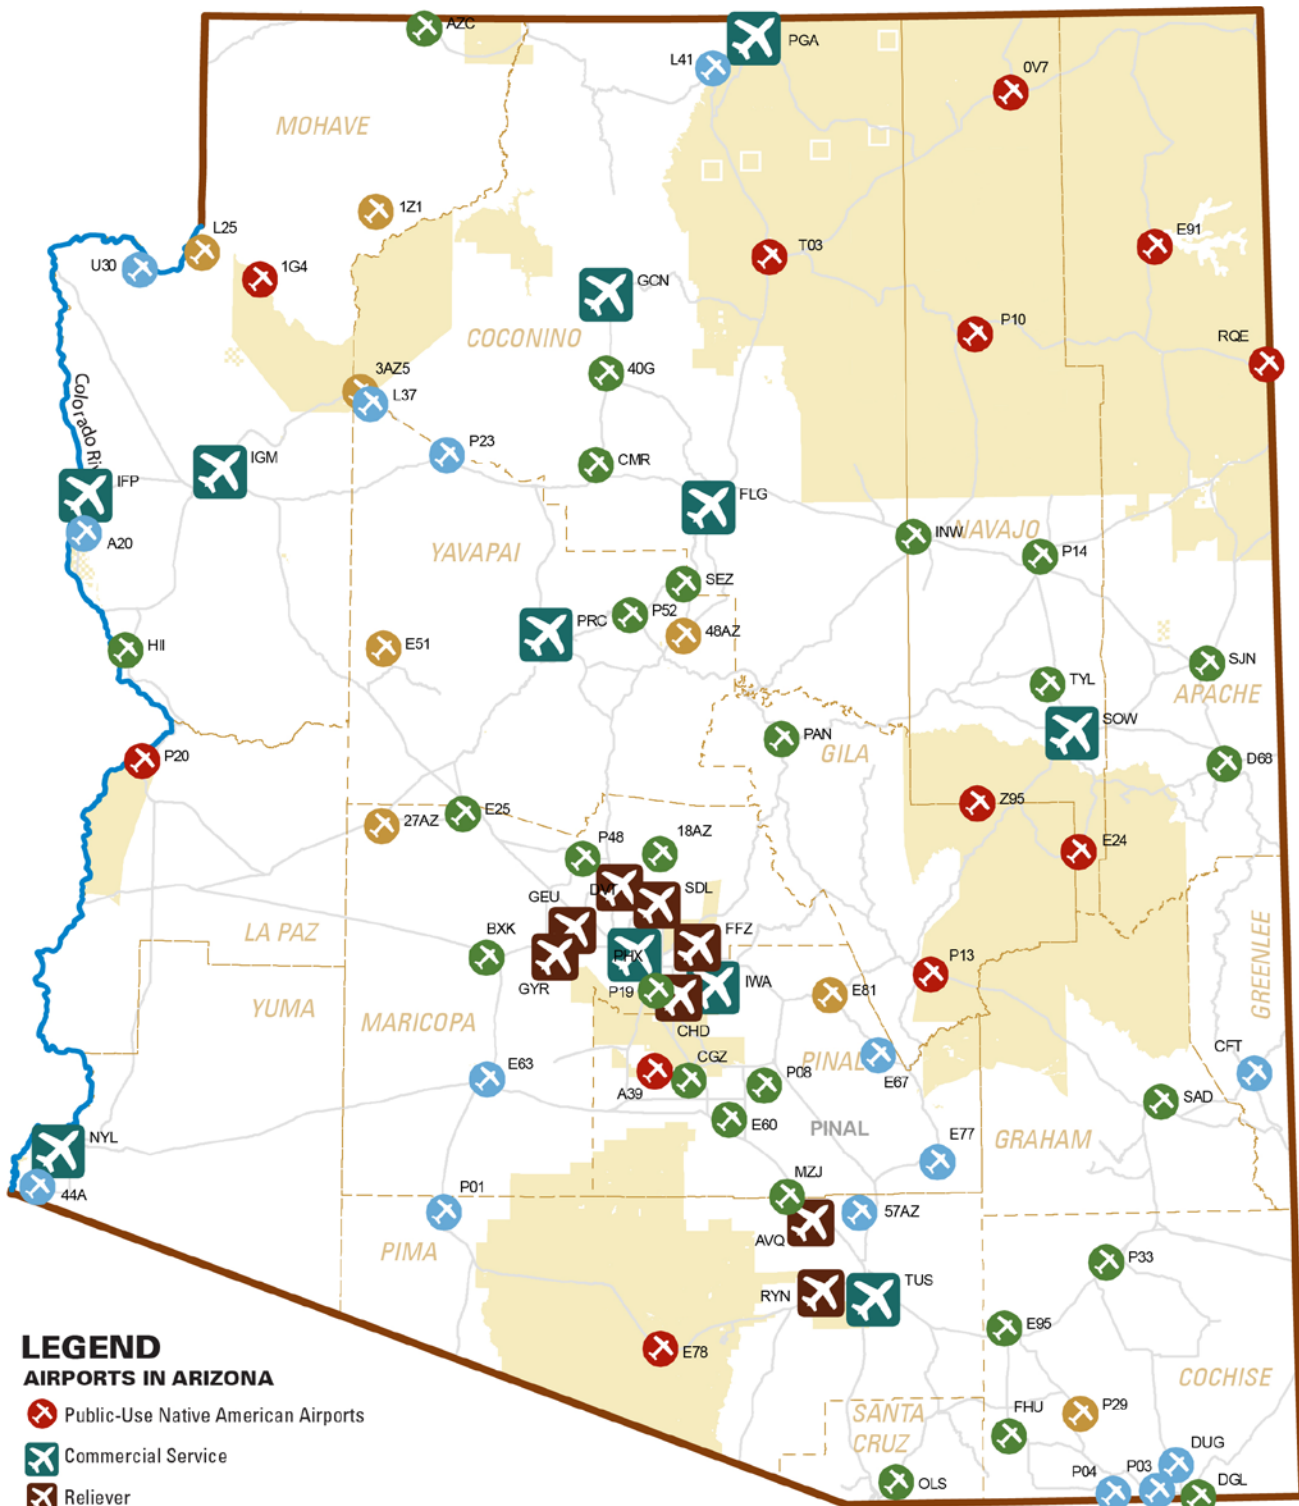 AZC
PGA
L41
0V7
MOHAVE
1Z1
L25
U30
1G4
T03
E91
GCN
P10
COCONINO
RQE
3AZ5
40G
L37
Colorado Riv
P23
IGM
CMR
IFP
FLG
INW
NAVAJO
A20
YAVAPAI
P14
SEZ
P52
PRC
48AZ
HII
E51
SJN
TYL
APACHE
SOW
PAN
GILA
P20
D68
Z95
E25
27AZ
P48
18AZ
E24
DVT
SDL
GEU
LA PAZ
BXK
FFZ
GREENLEE
PHX
P13
GYR
P19
IWA
E81
YUMA
MARICOPA
CHD
CFT
CGZ
PINAL
E63
P08
E67
A39
SAD
E60
PINAL
NYL
GRAHAM
E77
MZJ
44A
P01
57AZ
AVQ
PIMA
P33
RYN
TUS
E95
LEGEND
E78
AIRPORTS IN ARIZONA
COCHISE
Public-Use Native American Airports
SANTA
CRUZ
FHU
P29
Commercial Service
DUG
P04
P03
OLS
DGL
Reliever